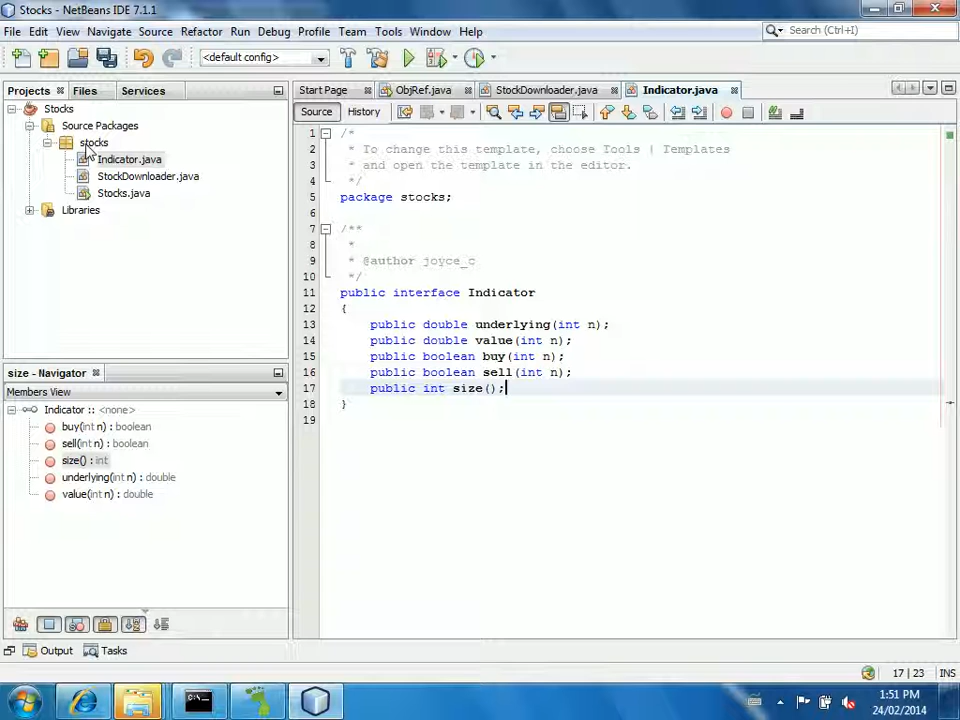 Stocks - NetBeans IDE 7.1.1
File Edit View Navigate Source Refactor Run Debug Profile Team Tools Window Help
Search (Ctrl+I)
<default config>
Projects Files Services
Start Page ObjRef.java StockDownloader.java Indicator.java
Source History
Stocks
Source Packages
stocks
Indicator.java
StockDownloader.java
Stocks.java
Libraries
1 /*
2 * To change this template, choose Tools | Templates
3 * and open the template in the editor.
4 */
5 package stocks;
6
7 /**
8 *
9 * @author joyce_c
10 */
11 public interface Indicator
12 {
13 public double underlying(int n);
14 public double value(int n);
15 public boolean buy(int n);
16 public boolean sell(int n);
17 public int size();
18 }
19
size - Navigator
Members View
Indicator :: <none>
buy(int n) : boolean
sell(int n) : boolean
size() : int
underlying(int n) : double
value(int n) : double
Output Tasks
17 | 23 INS
1:51 PM
24/02/2014